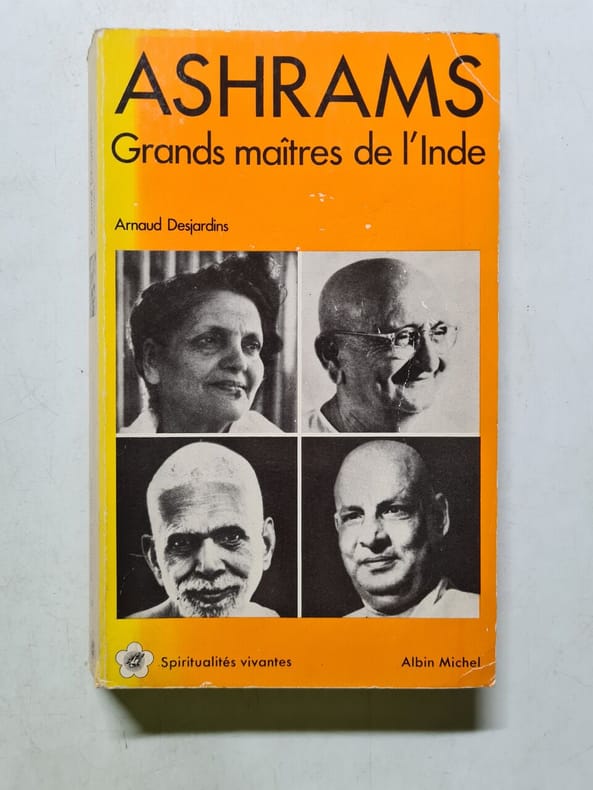 ASHRAMS
Grands maîtres de l'Inde
Arnaud Desjardins
Spiritualités vivantes
Albin Michel